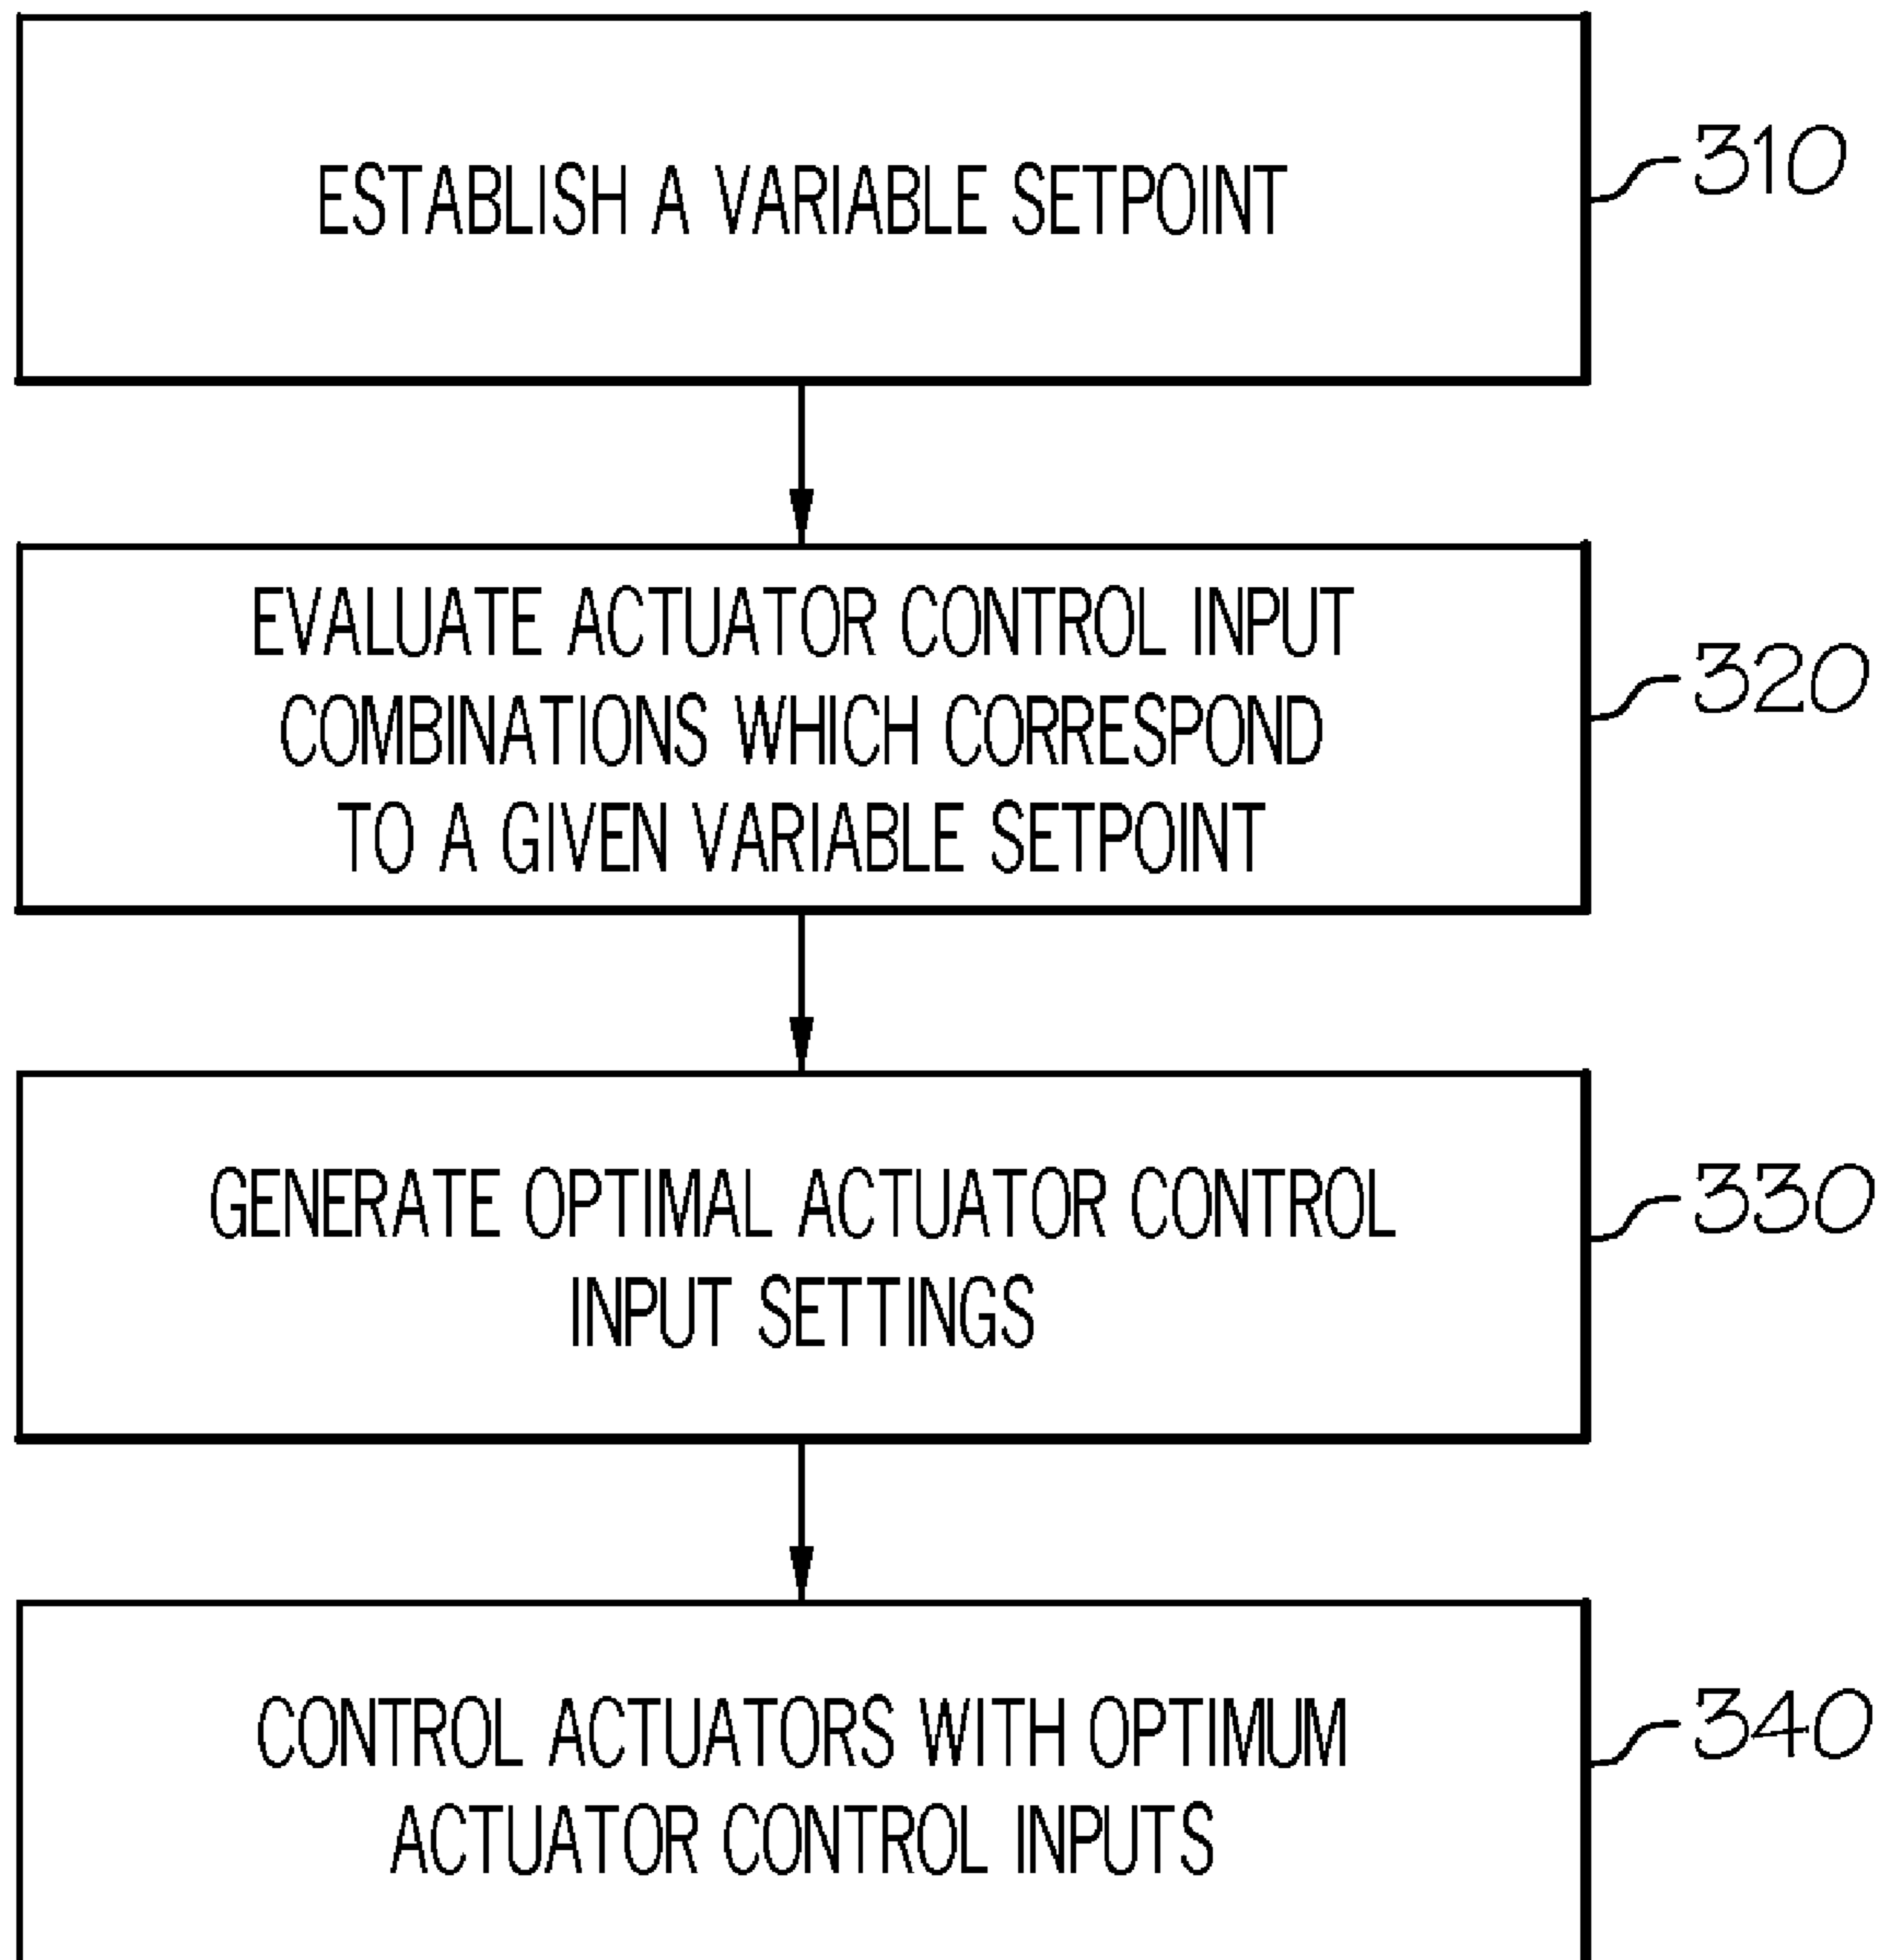 ESTABLISH A VARIABLE SETPOINT
310
EVALUATE ACTUATOR CONTROL INPUT
COMBINATIONS WHICH CORRESPOND
TO A GIVEN VARIABLE SETPOINT
320
GENERATE OPTIMAL ACTUATOR CONTROL
INPUT SETTINGS
330
CONTROL ACTUATORS WITH OPTIMUM
ACTUATOR CONTROL INPUTS
340